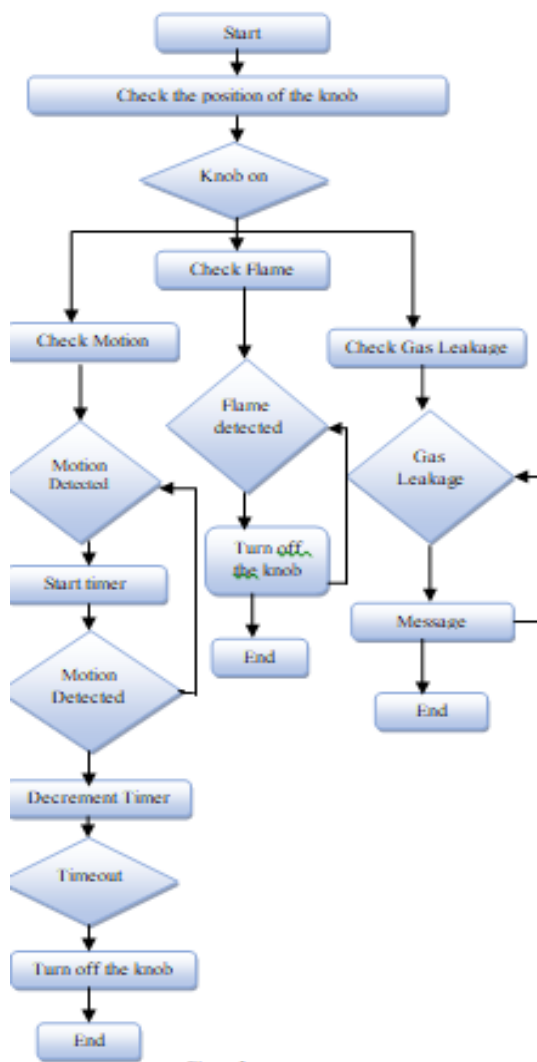 Start
Check the position of the knob
Knob on
Check Flame
Check Motion
Check Gas Leakage
Flame
detected
Motion
Detected
Gas
Leakage
Turn off
the knob
Start timer
Message
End
Motion
Detected
End
Decrement Timer
Timeout
Turn off the knob
End